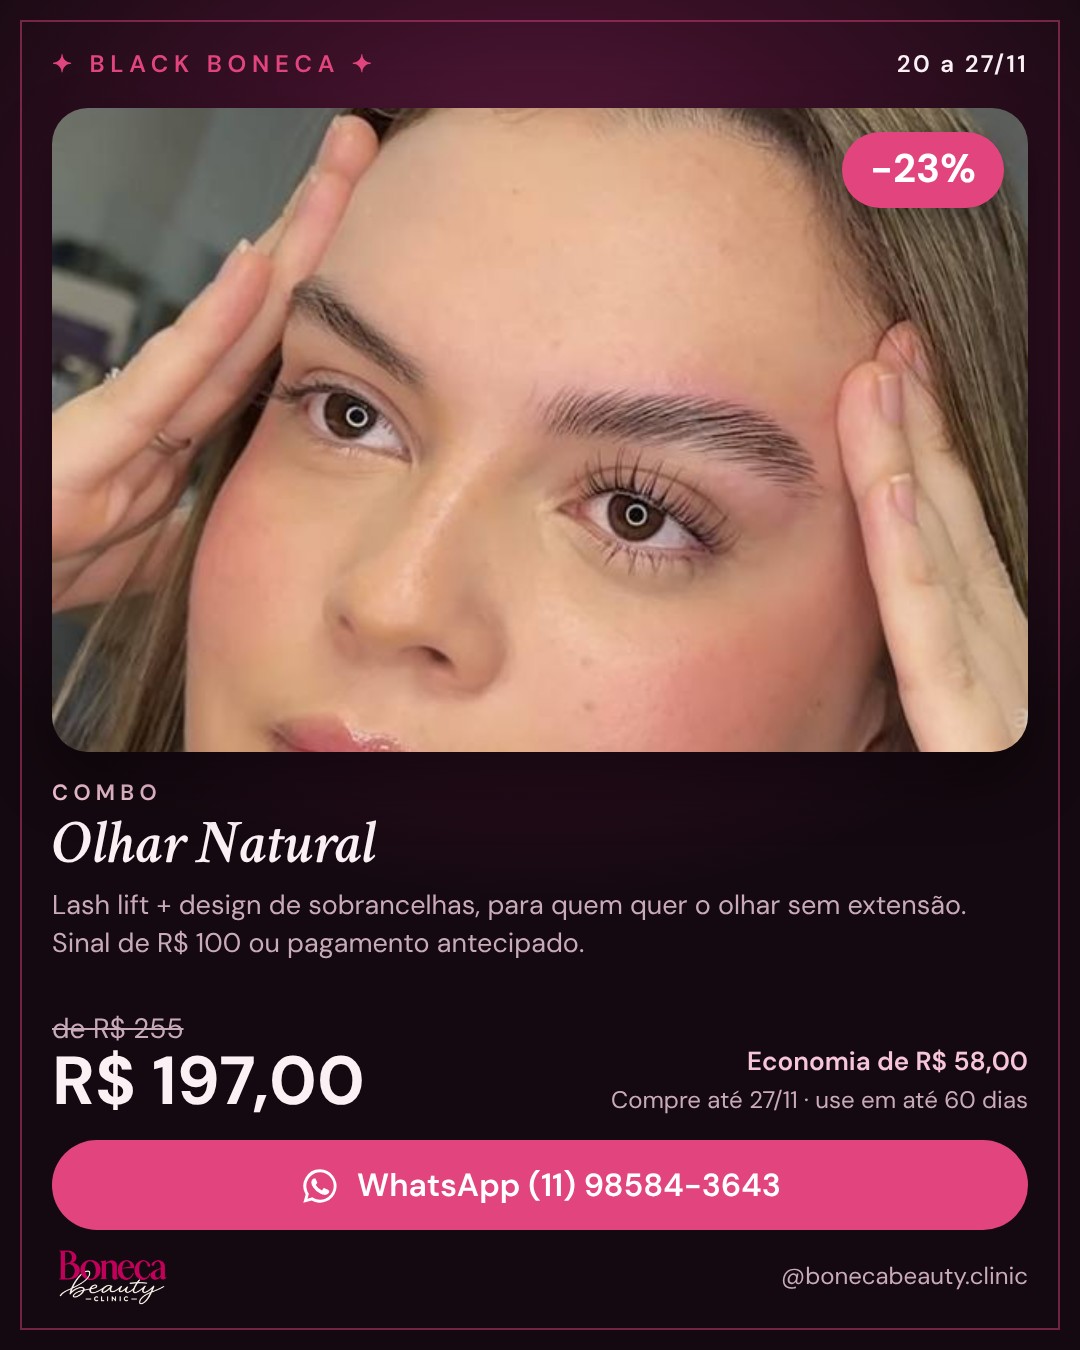 ✦ BLACK BONECA ✦
20 a 27/11
-23%
COMBO
Olhar Natural
Lash lift + design de sobrancelhas, para quem quer o olhar sem extensão.
Sinal de R$ 100 ou pagamento antecipado.
de R$ 255
R$ 197,00
Economia de R$ 58,00
Compre até 27/11 · use em até 60 dias
WhatsApp (11) 98584-3643
Boneca
beauty
CLINIC
@bonecabeauty.clinic